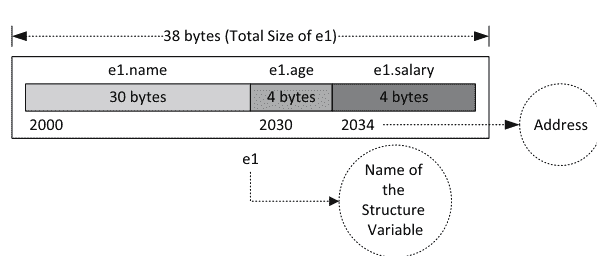 38 bytes (Total Size of e1)
e1.name e1.age e1.salary
30 bytes 4 bytes 4 bytes
2000 2030 2034 Address
e1
Name of
the
Structure
Variable